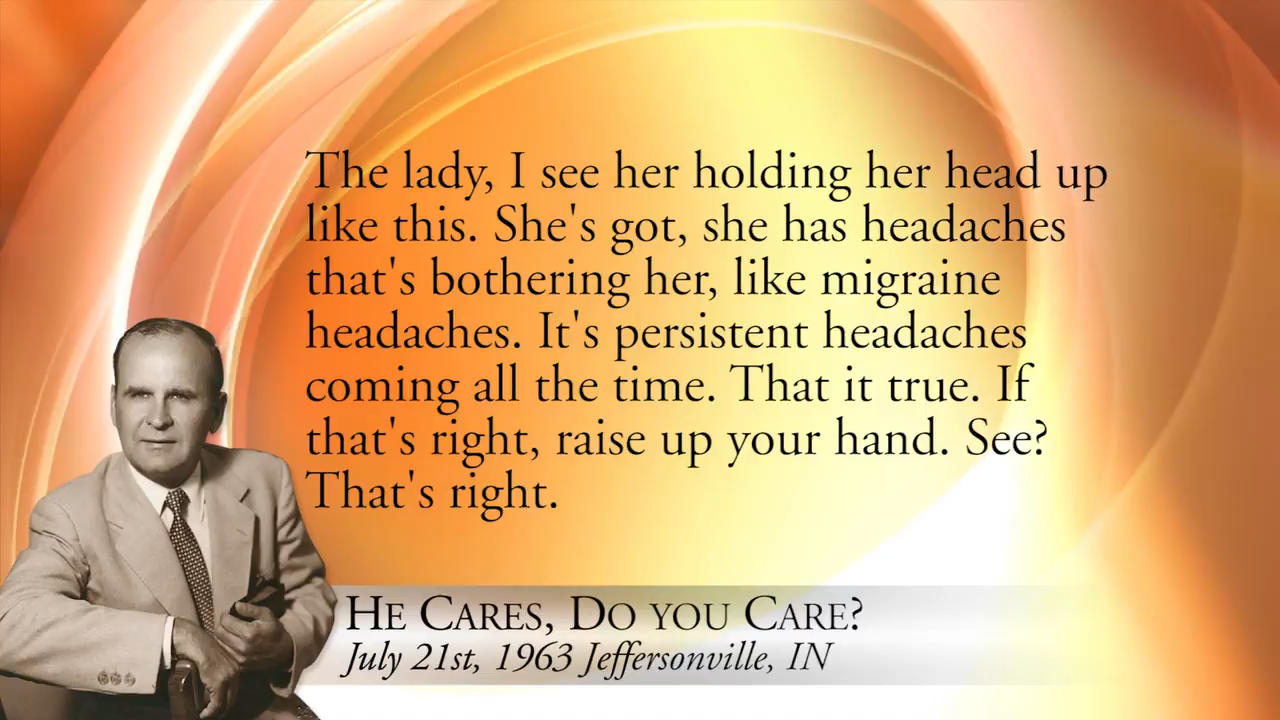 The lady, I see her holding her head up
like this. She's got, she has headaches
that's bothering her, like migraine
headaches. It's persistent headaches
coming all the time. That it true. If
that's right, raise up your hand. See?
That's right.
HE CARES, DO YOU CARE?
July 21st, 1963 Jeffersonville, IN